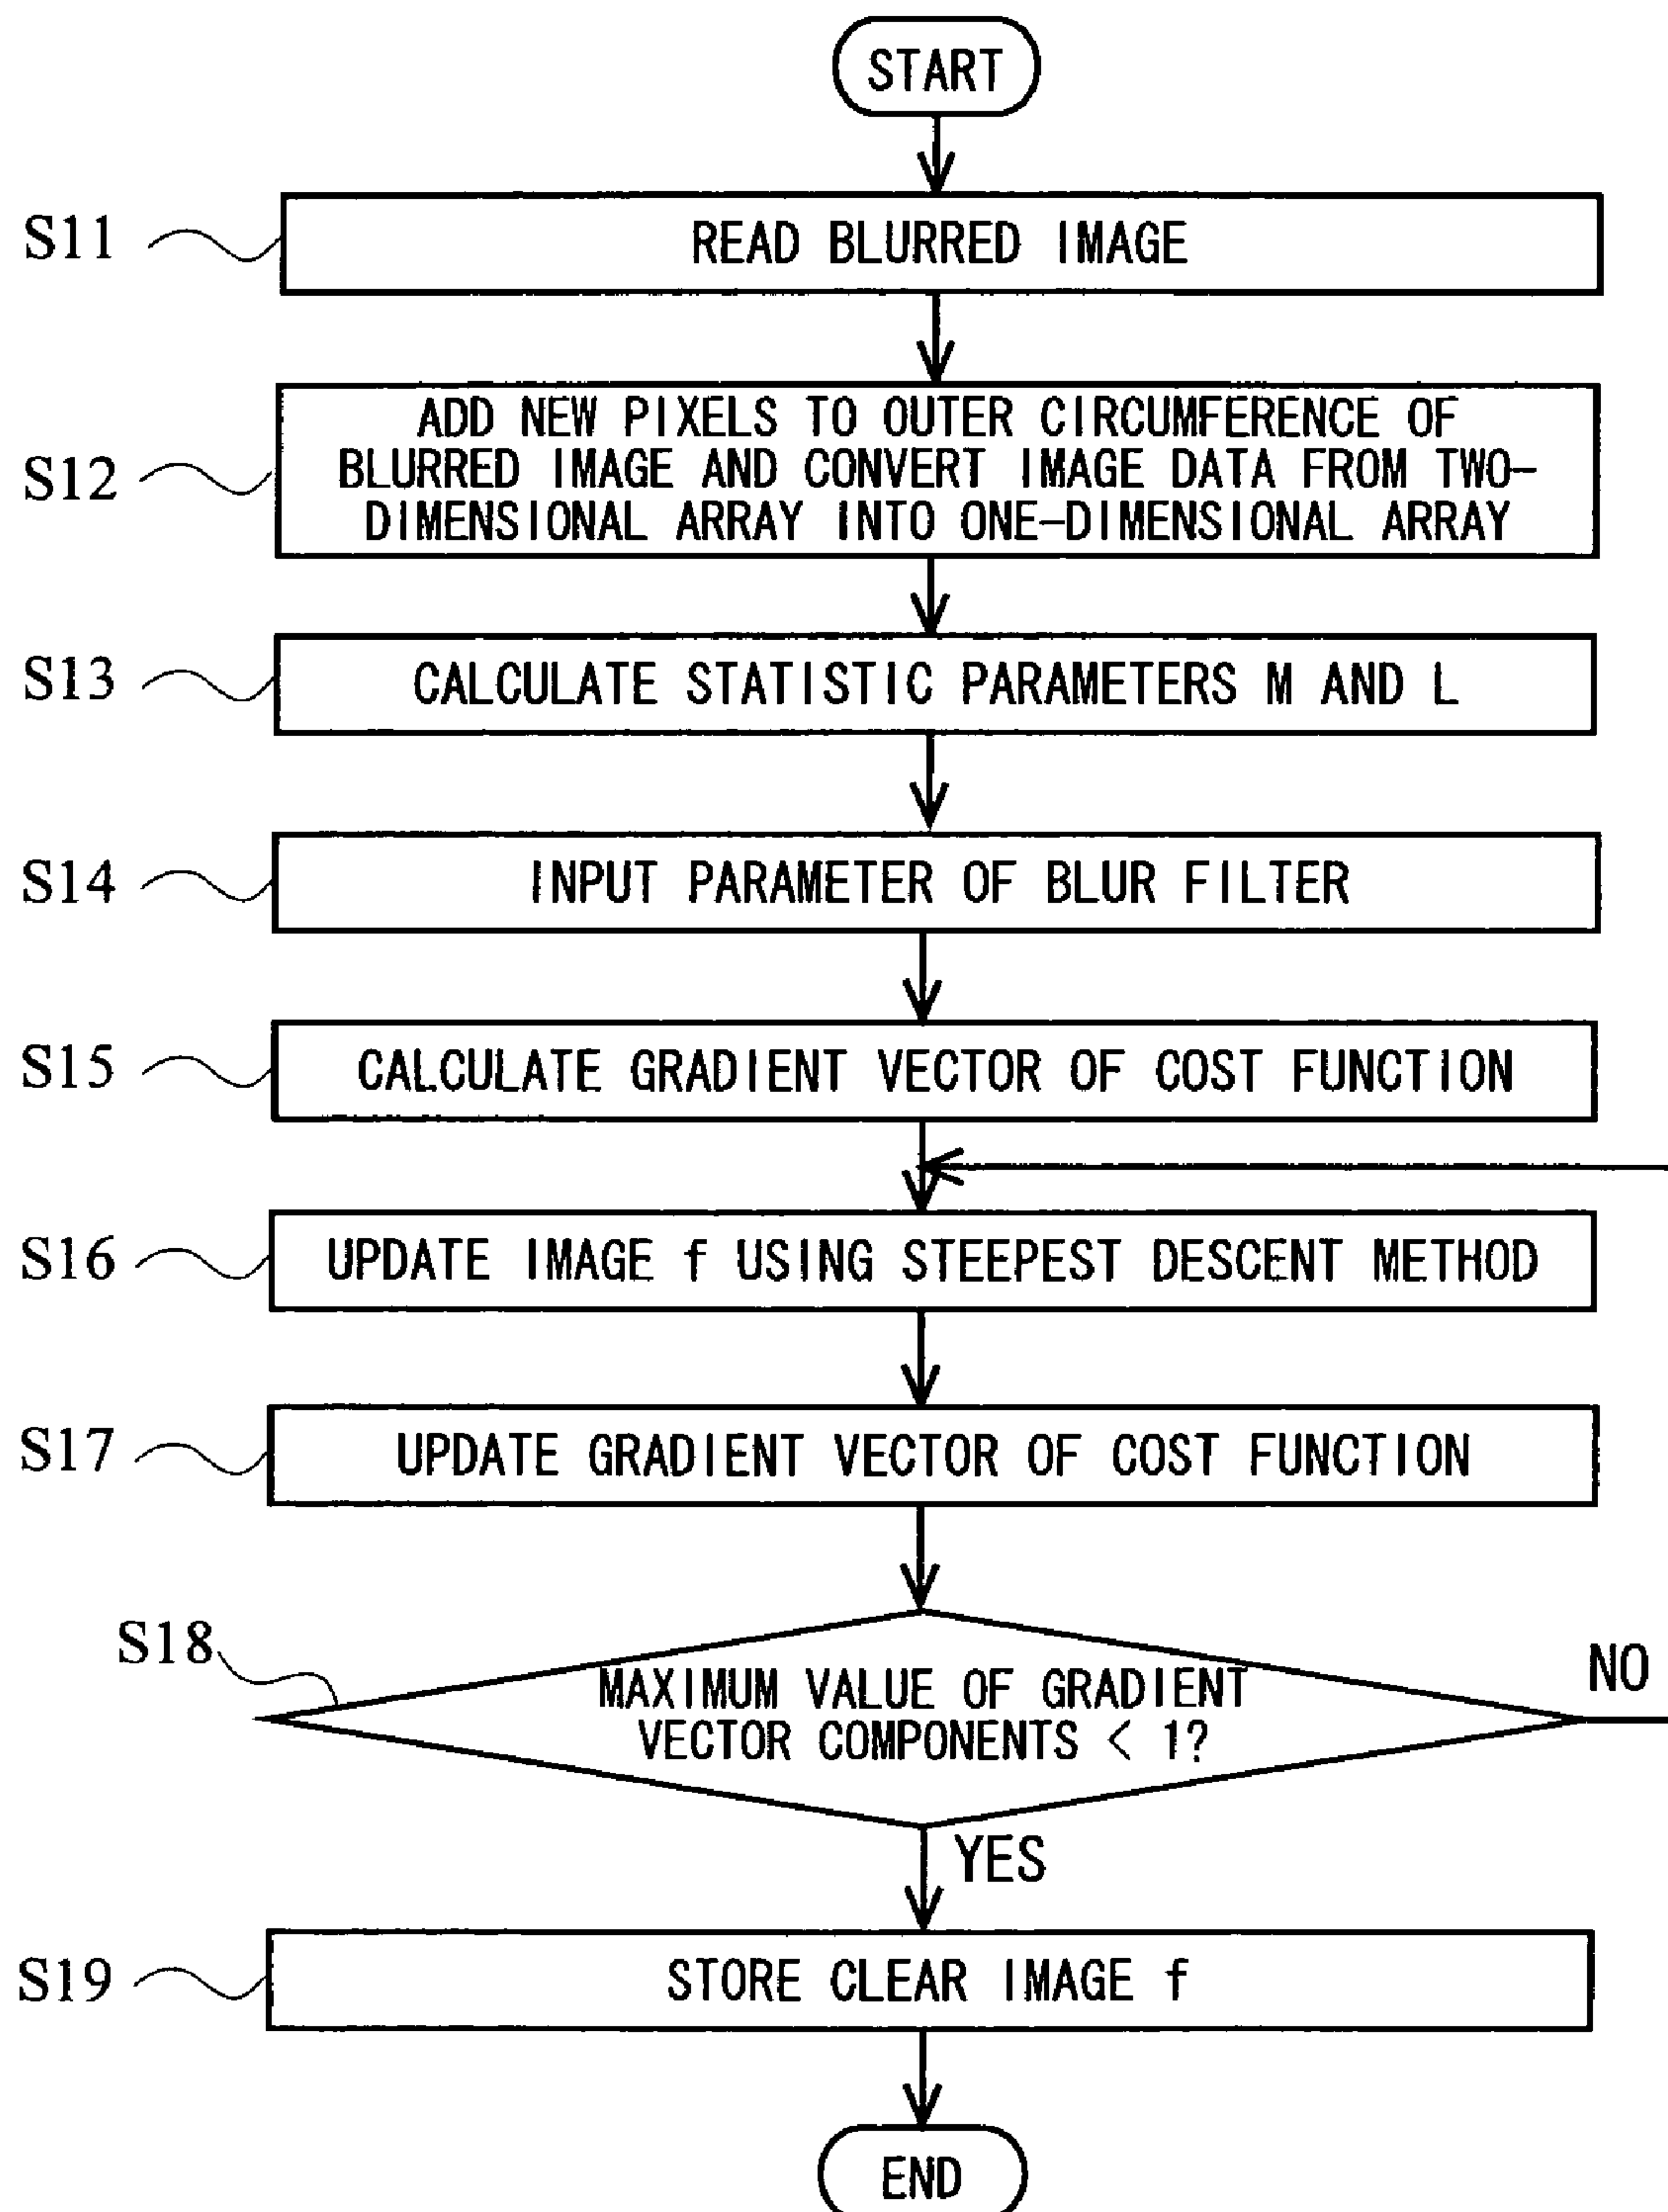 START
S11
READ BLURRED IMAGE
S12
ADD NEW PIXELS TO OUTER CIRCUMFERENCE OF
BLURRED IMAGE AND CONVERT IMAGE DATA FROM TWO-
DIMENSIONAL ARRAY INTO ONE-DIMENSIONAL ARRAY
S13
CALCULATE STATISTIC PARAMETERS M AND L
S14
INPUT PARAMETER OF BLUR FILTER
S15
CALCULATE GRADIENT VECTOR OF COST FUNCTION
S16
UPDATE IMAGE f USING STEEPEST DESCENT METHOD
S17
UPDATE GRADIENT VECTOR OF COST FUNCTION
S18
MAXIMUM VALUE OF GRADIENT
VECTOR COMPONENTS < 1?
NO
YES
S19
STORE CLEAR IMAGE f
END